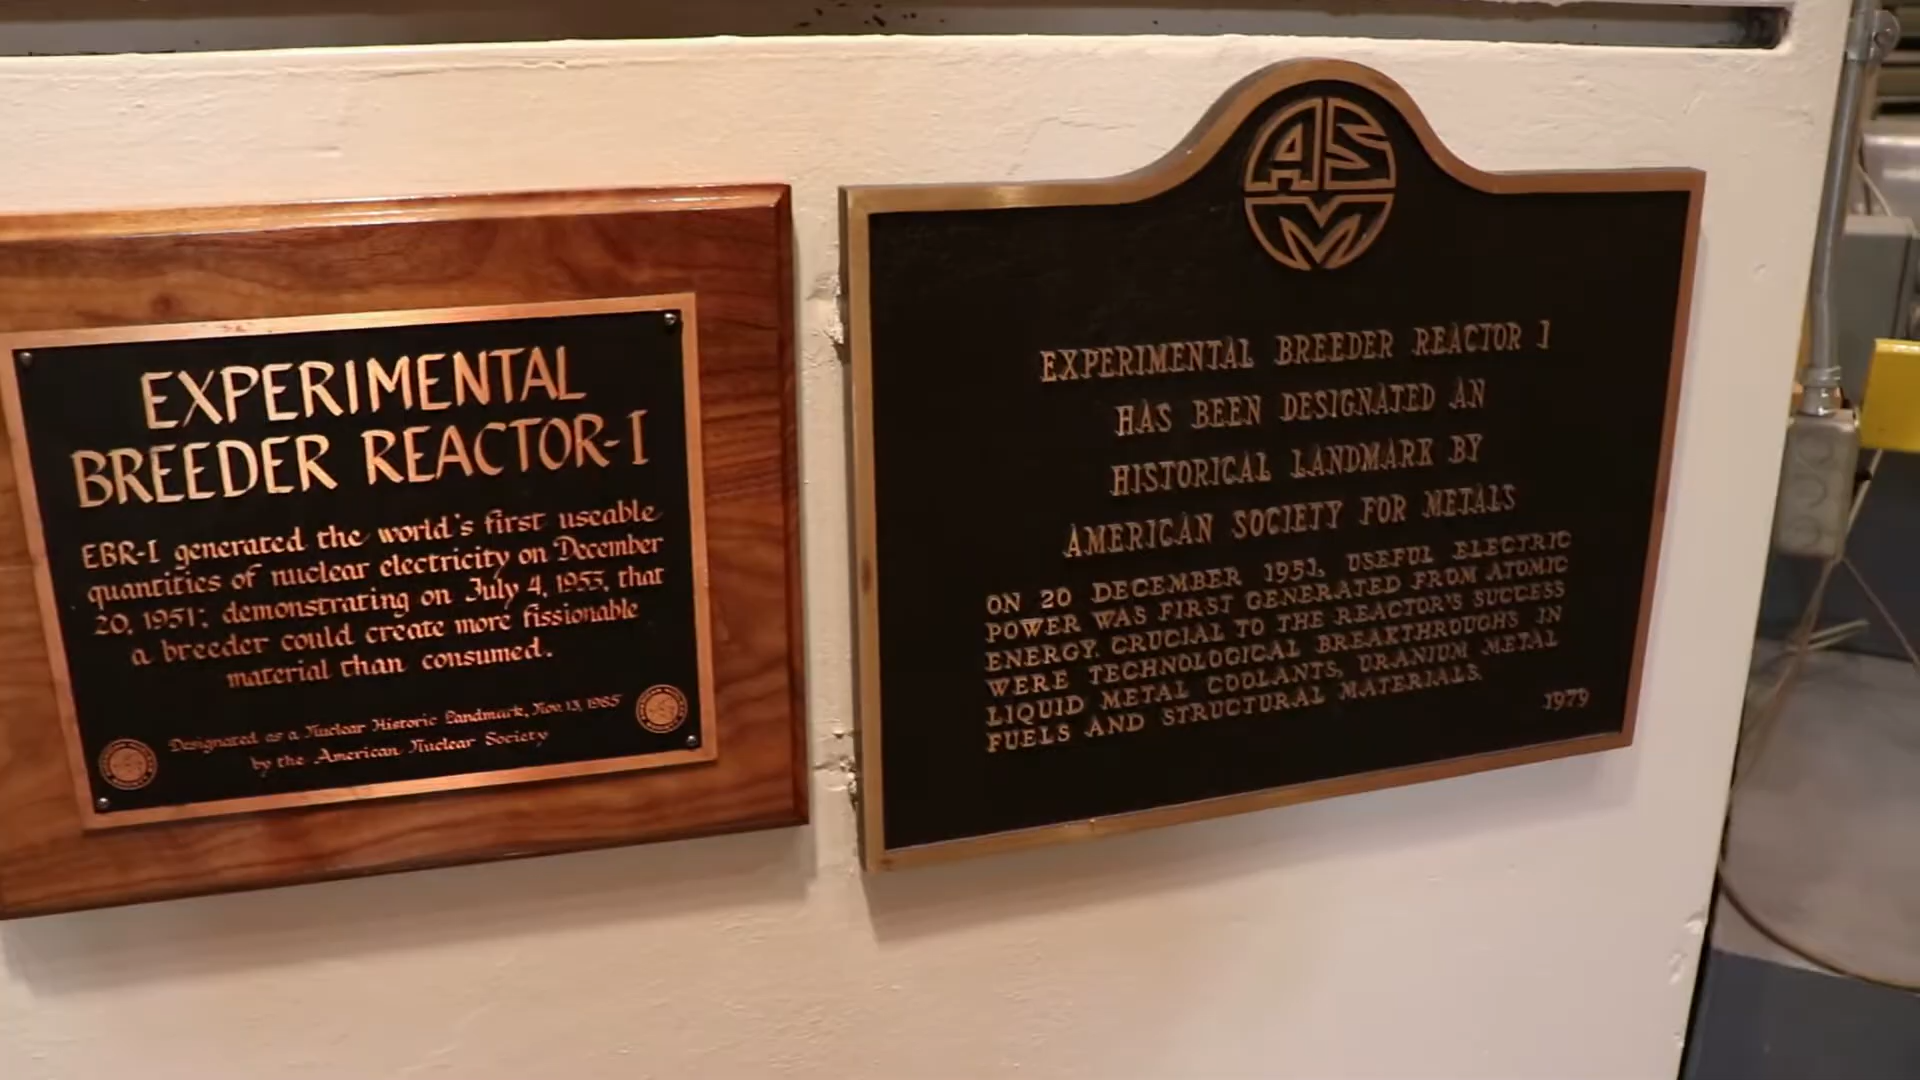 EXPERIMENTAL
BREEDER REACTOR-I
EBR-I generated the world's first useable
quantities of nuclear electricity on December
20, 1951; demonstrating on July 4, 1953, that
a breeder could create more fissionable
material than consumed.
Designated as a Nuclear Historic Landmark, Nov. 13, 1985
by the American Nuclear Society
ASM
EXPERIMENTAL BREEDER REACTOR I
HAS BEEN DESIGNATED AN
HISTORICAL LANDMARK BY
AMERICAN SOCIETY FOR METALS
ON 20 DECEMBER 1951, USEFUL ELECTRIC
POWER WAS FIRST GENERATED FROM ATOMIC
ENERGY. CRUCIAL TO THE REACTOR'S SUCCESS
WERE TECHNOLOGICAL BREAKTHROUGHS IN
LIQUID METAL COOLANTS, URANIUM METAL
FUELS AND STRUCTURAL MATERIALS.
1979